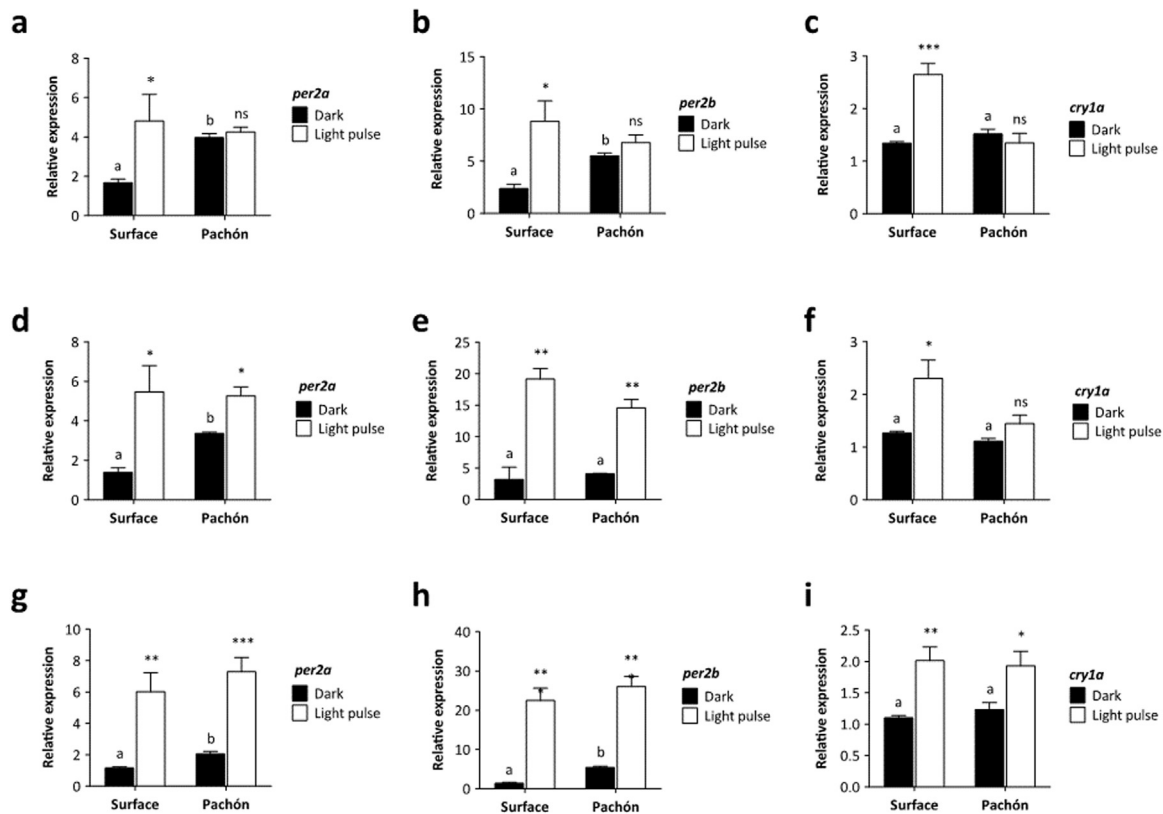 a
Relative expression
8
6
4
2
0
*
a
b
ns
Surface
Pachón
per2a
Dark
Light pulse
b
Relative expression
15
10
5
0
*
a
b
ns
Surface
Pachón
per2b
Dark
Light pulse
c
Relative expression
3
2
1
0
***
a
a
ns
Surface
Pachón
cry1a
Dark
Light pulse
d
Relative expression
8
6
4
2
0
*
*
a
b
Surface
Pachón
per2a
Dark
Light pulse
e
Relative expression
25
20
15
10
5
0
**
**
a
a
Surface
Pachón
per2b
Dark
Light pulse
f
Relative expression
3
2
1
0
*
a
a
ns
Surface
Pachón
cry1a
Dark
Light pulse
g
Relative expression
10
8
6
4
2
0
**
***
a
b
Surface
Pachón
per2a
Dark
Light pulse
h
Relative expression
40
30
20
10
0
**
*
**
*
a
b
Surface
Pachón
per2b
Dark
Light pulse
i
Relative expression
2.5
2.0
1.5
1.0
0.5
0.0
**
*
a
a
Surface
Pachón
cry1a
Dark
Light pulse